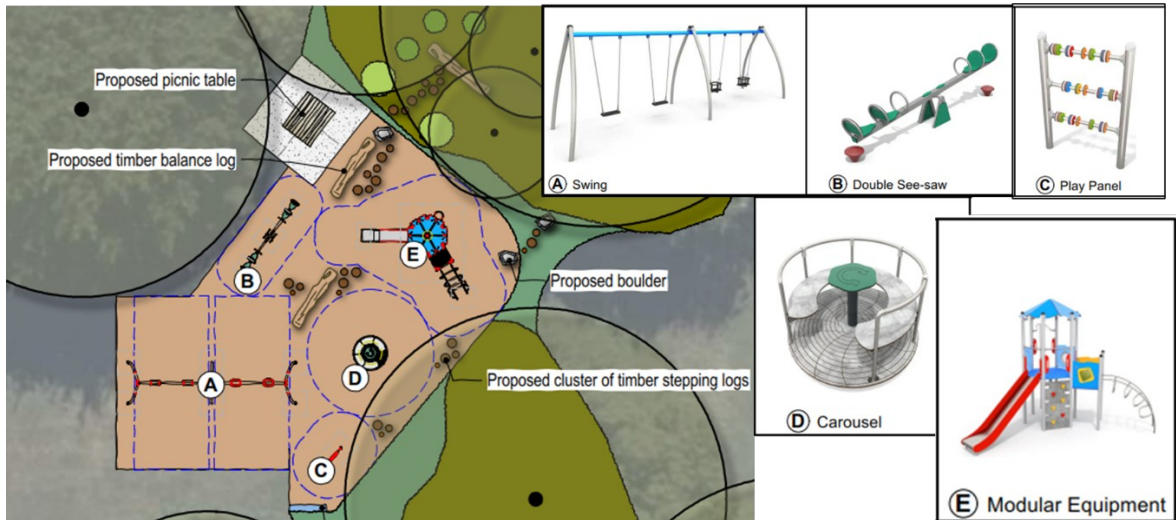 Proposed picnic table
Proposed timber balance log
B
E
Proposed boulder
A
D
Proposed cluster of timber stepping logs
C
A Swing
B Double See-saw
C Play Panel
D Carousel
E Modular Equipment